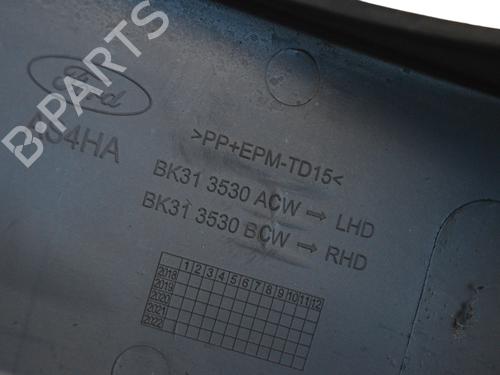 B-PARTS
Ford
A34HA
>PP+EPM-TD15<
BK31 3530 ACW → LHD
BK31 3530 BCW → RHD
1 2 3 4 5 6 7 8 9 10 11 12
2018
2019
2020
2021
2022